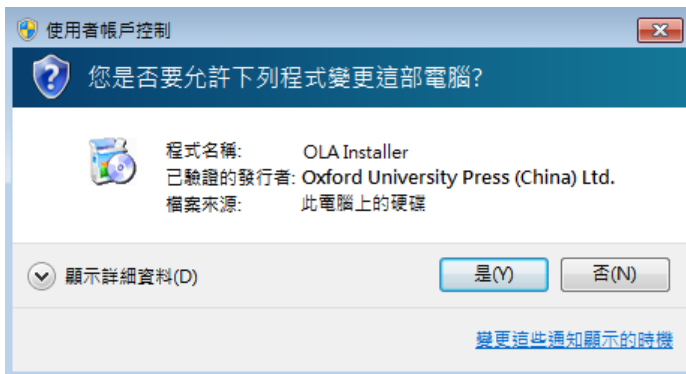 使用者帳戶控制
您是否要允許下列程式變更這部電腦?
程式名稱: OLA Installer
已驗證的發行者: Oxford University Press (China) Ltd.
檔案來源: 此電腦上的硬碟
顯示詳細資料(D)
是(Y) 否(N)
變更這些通知顯示的時機